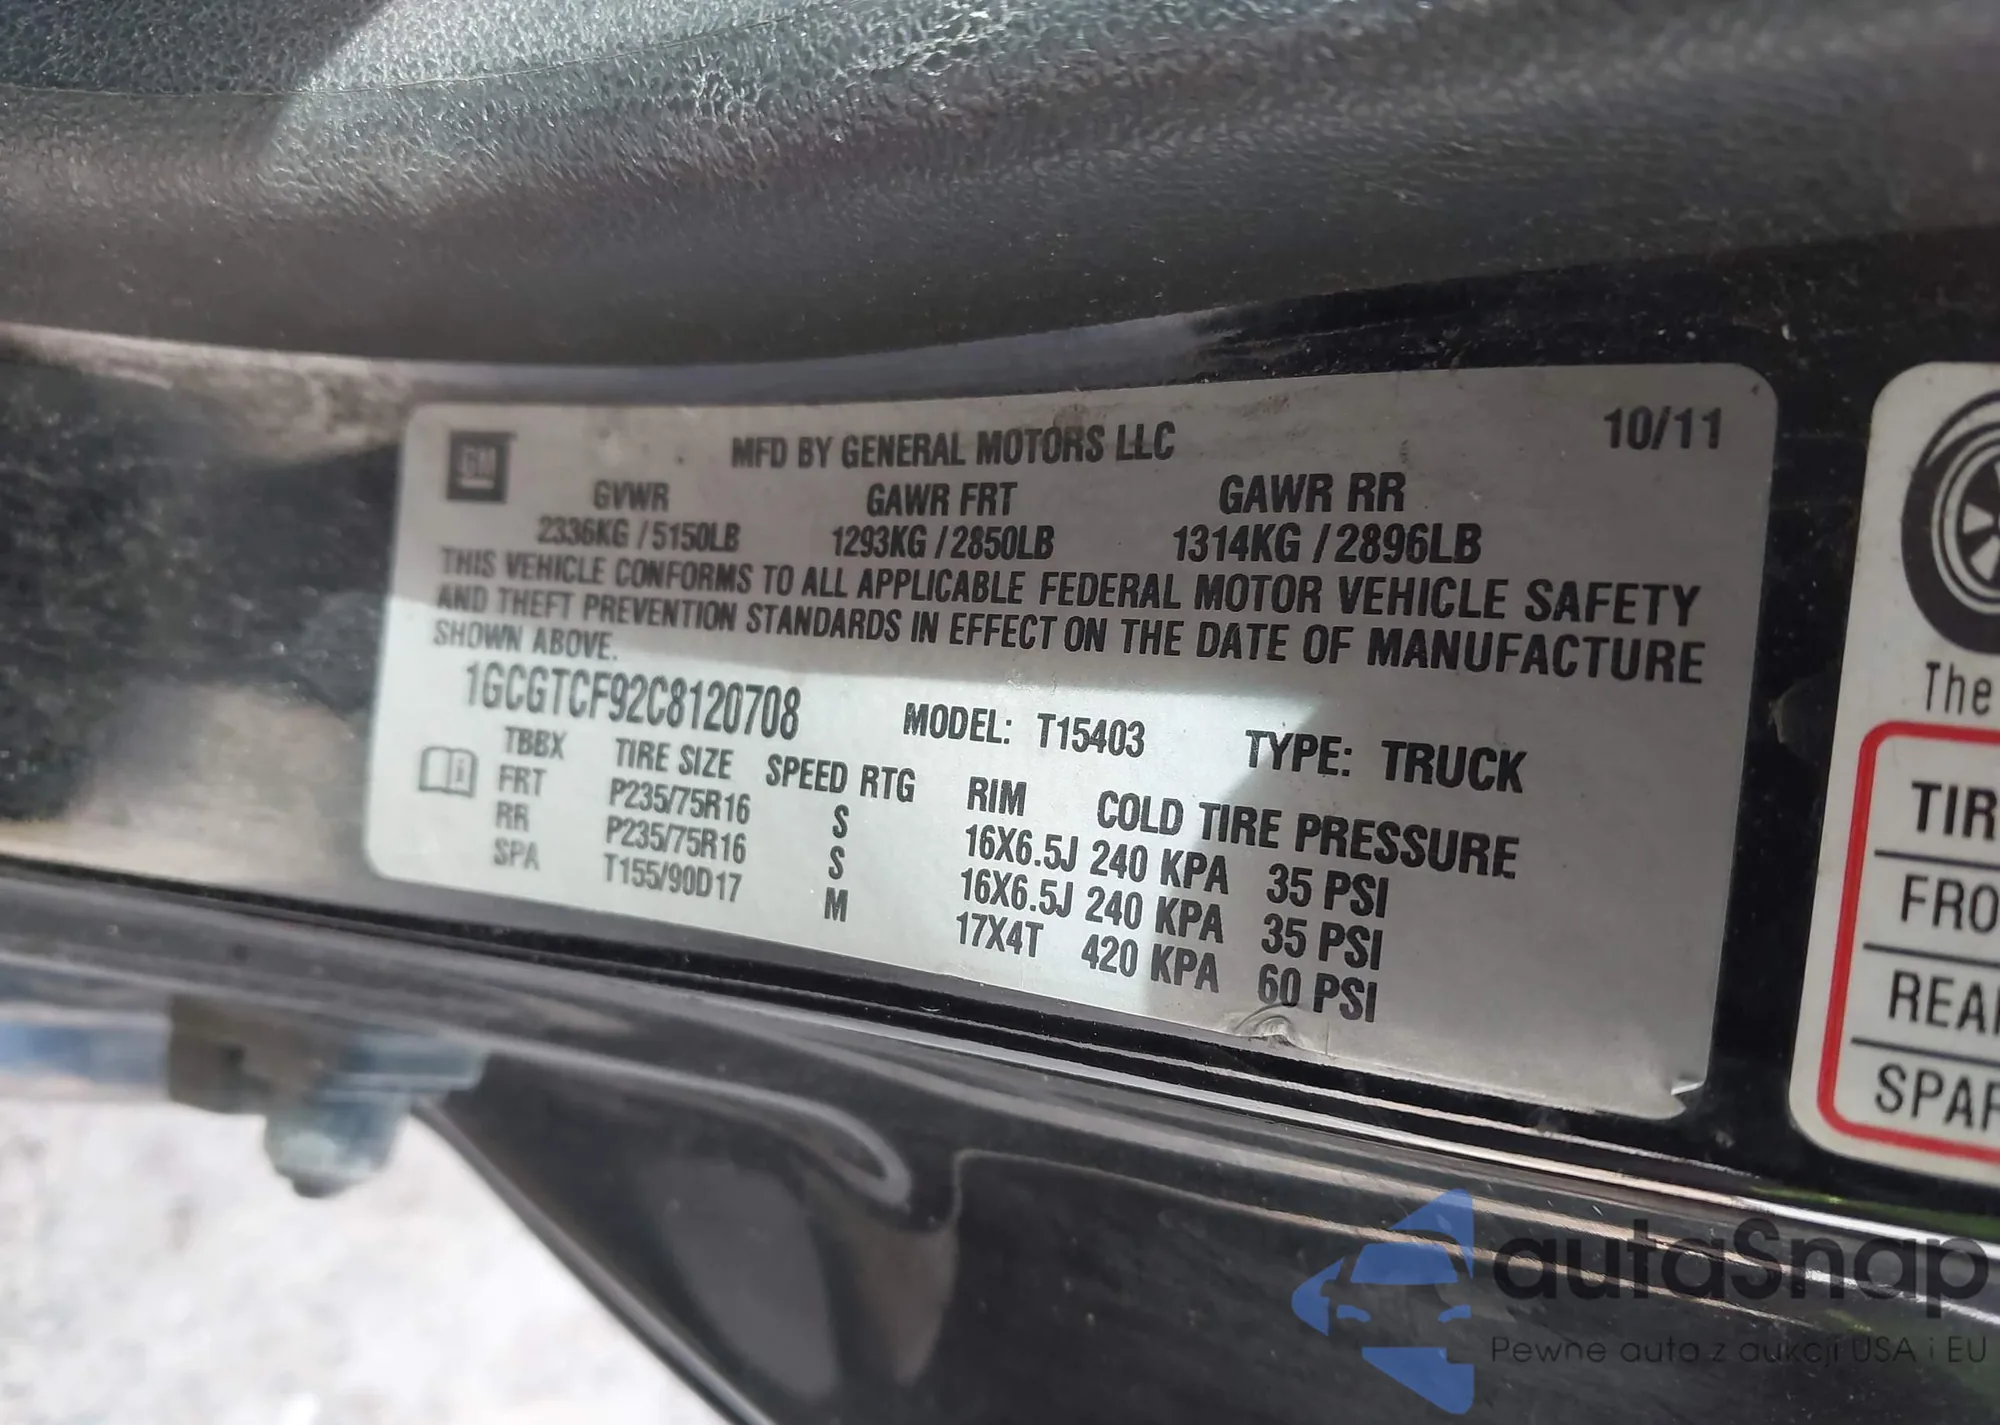 GM
MFD BY GENERAL MOTORS LLC
10/11
GVWR GAWR FRT GAWR RR
2336KG / 5150LB 1293KG / 2850LB 1314KG / 2896LB
THIS VEHICLE CONFORMS TO ALL APPLICABLE FEDERAL MOTOR VEHICLE SAFETY
AND THEFT PREVENTION STANDARDS IN EFFECT ON THE DATE OF MANUFACTURE
SHOWN ABOVE.
1GCGTCF92C8120708 MODEL: T15403 TYPE: TRUCK
TBBX TIRE SIZE SPEED RTG RIM COLD TIRE PRESSURE
FRT P235/75R16 S 16X6.5J 240 KPA 35 PSI
RR P235/75R16 S 16X6.5J 240 KPA 35 PSI
SPA T155/90D17 M 17X4T 420 KPA 60 PSI
The
TIR
FRO
REA
SPAR
autaSnap
Pewne auto z aukcji USA i EU